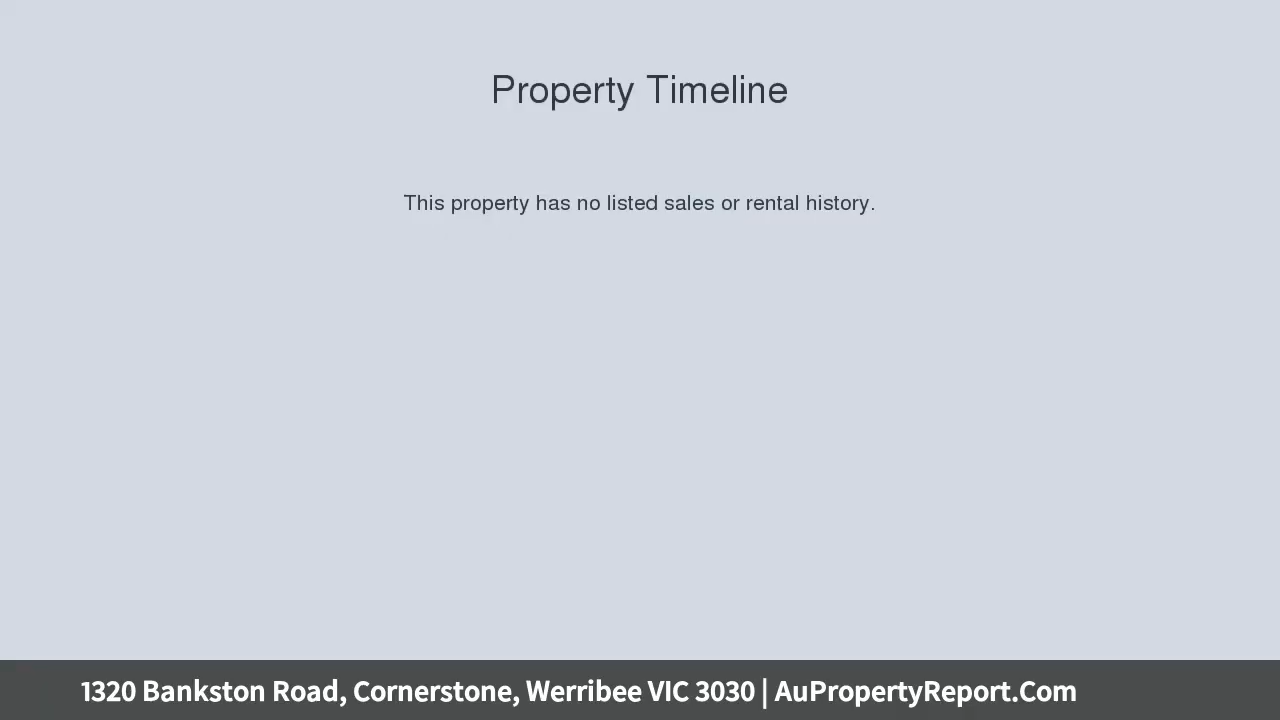 Property Timeline
This property has no listed sales or rental history.
1320 Bankston Road, Cornerstone, Werribee VIC 3030 | AuPropertyReport.Com